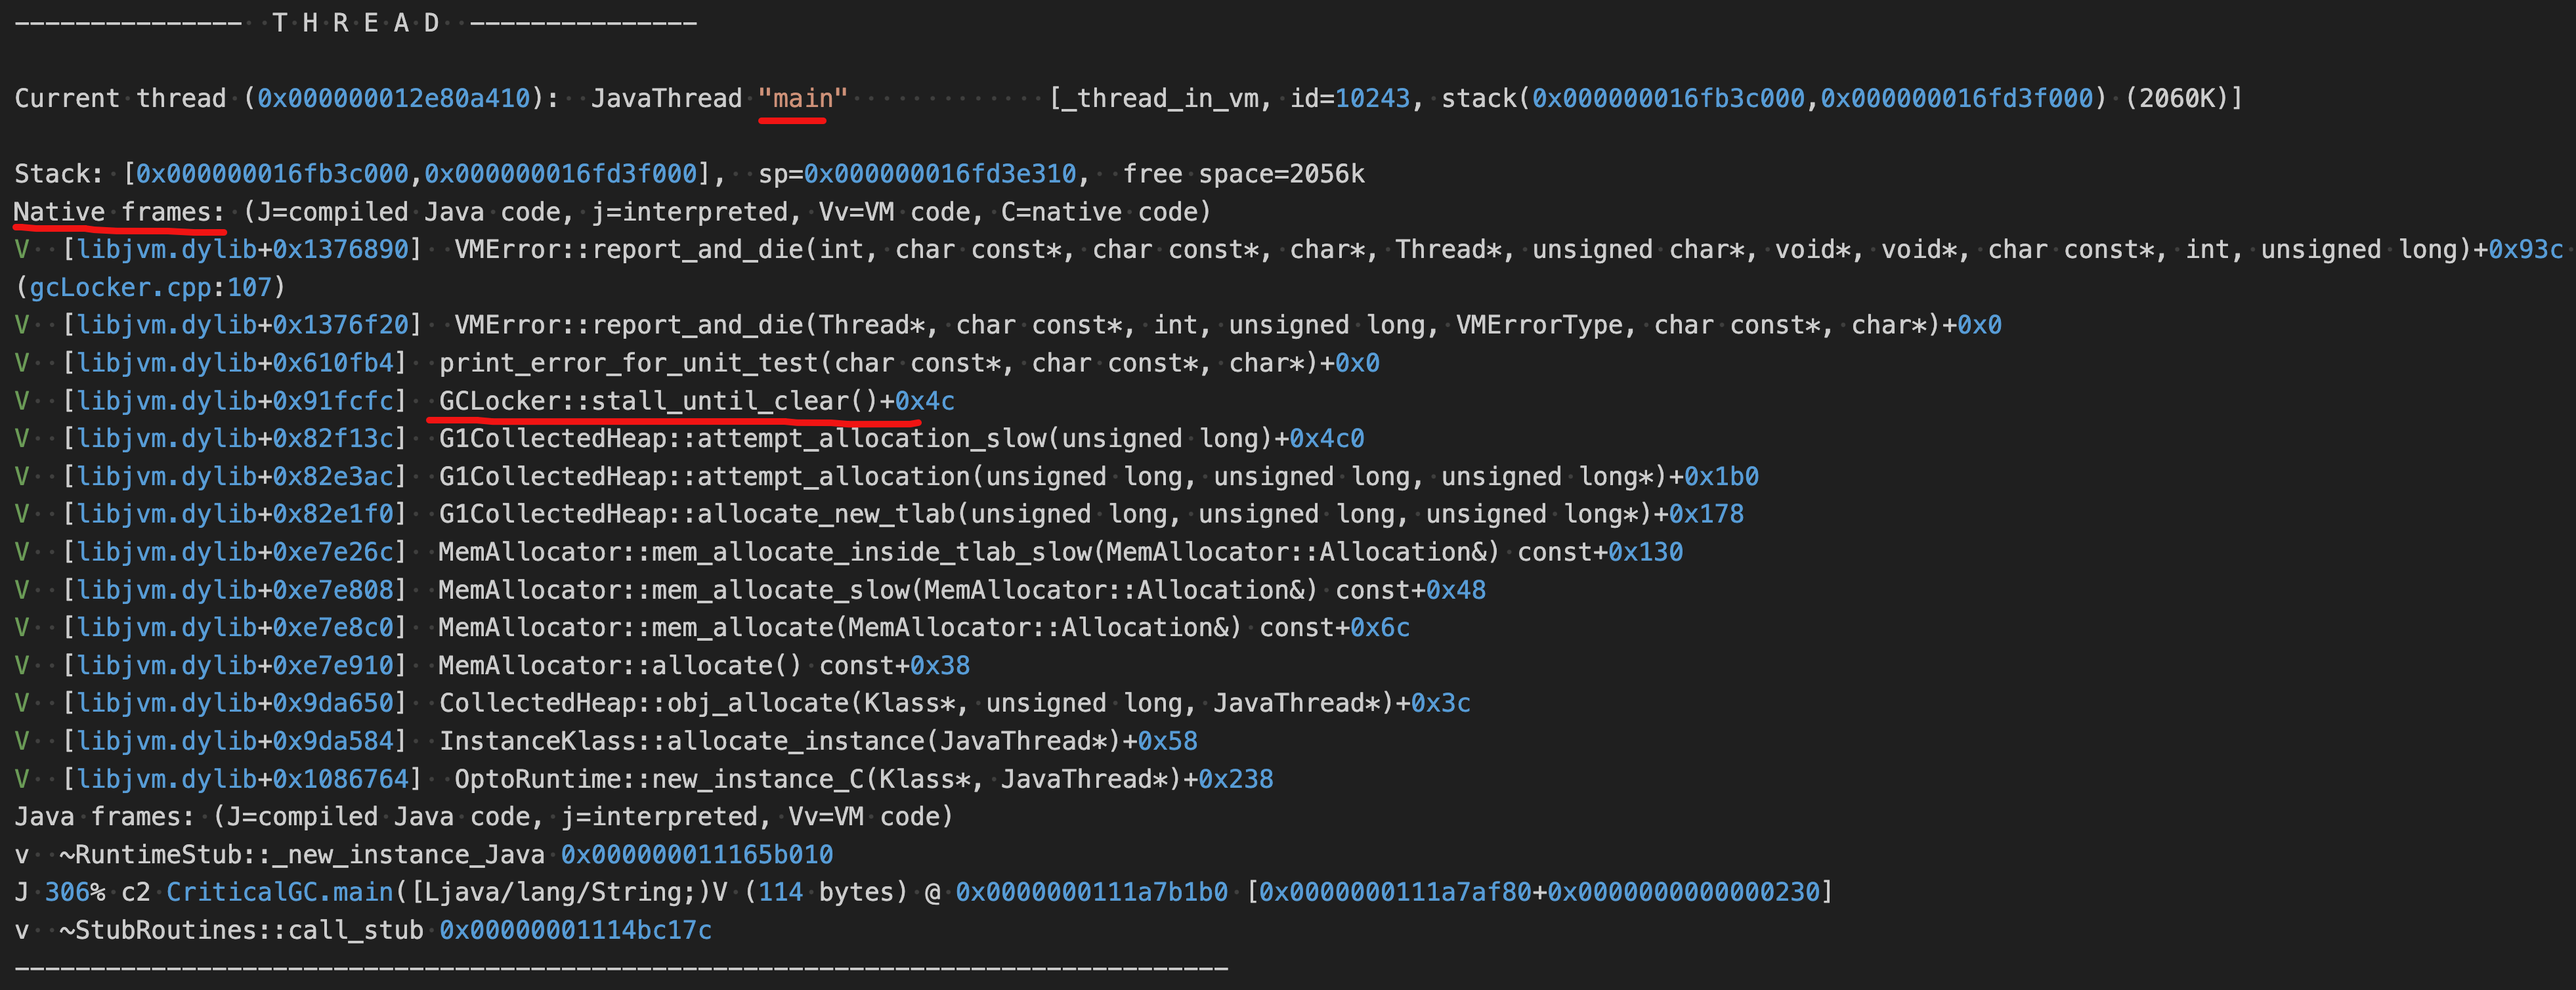 ---------------  T H R E A D  ---------------
Current thread (0x000000012e80a410):  JavaThread "main"             [_thread_in_vm, id=10243, stack(0x000000016fb3c000,0x000000016fd3f000) (2060K)]
Stack: [0x000000016fb3c000,0x000000016fd3f000],  sp=0x000000016fd3e310,  free space=2056k
Native frames: (J=compiled Java code, j=interpreted, Vv=VM code, C=native code)
V  [libjvm.dylib+0x1376890]  VMError::report_and_die(int, char const*, char const*, char*, Thread*, unsigned char*, void*, void*, char const*, int, unsigned long)+0x93c
(gcLocker.cpp:107)
V  [libjvm.dylib+0x1376f20]  VMError::report_and_die(Thread*, char const*, int, unsigned long, VMErrorType, char const*, char*)+0x0
V  [libjvm.dylib+0x610fb4]  print_error_for_unit_test(char const*, char const*, char*)+0x0
V  [libjvm.dylib+0x91fcfc]  GCLocker::stall_until_clear()+0x4c
V  [libjvm.dylib+0x82f13c]  G1CollectedHeap::attempt_allocation_slow(unsigned long)+0x4c0
V  [libjvm.dylib+0x82e3ac]  G1CollectedHeap::attempt_allocation(unsigned long, unsigned long, unsigned long*)+0x1b0
V  [libjvm.dylib+0x82e1f0]  G1CollectedHeap::allocate_new_tlab(unsigned long, unsigned long, unsigned long*)+0x178
V  [libjvm.dylib+0xe7e26c]  MemAllocator::mem_allocate_inside_tlab_slow(MemAllocator::Allocation&) const+0x130
V  [libjvm.dylib+0xe7e808]  MemAllocator::mem_allocate_slow(MemAllocator::Allocation&) const+0x48
V  [libjvm.dylib+0xe7e8c0]  MemAllocator::mem_allocate(MemAllocator::Allocation&) const+0x6c
V  [libjvm.dylib+0xe7e910]  MemAllocator::allocate() const+0x38
V  [libjvm.dylib+0x9da650]  CollectedHeap::obj_allocate(Klass*, unsigned long, JavaThread*)+0x3c
V  [libjvm.dylib+0x9da584]  InstanceKlass::allocate_instance(JavaThread*)+0x58
V  [libjvm.dylib+0x1086764]  OptoRuntime::new_instance_C(Klass*, JavaThread*)+0x238
Java frames: (J=compiled Java code, j=interpreted, Vv=VM code)
v  ~RuntimeStub::_new_instance_Java 0x000000011165b010
J 306% c2 CriticalGC.main([Ljava/lang/String;)V (114 bytes) @ 0x0000000111a7b1b0 [0x0000000111a7af80+0x0000000000000230]
v  ~StubRoutines::call_stub 0x00000001114bc17c
--------------------------------------------------------------------------------